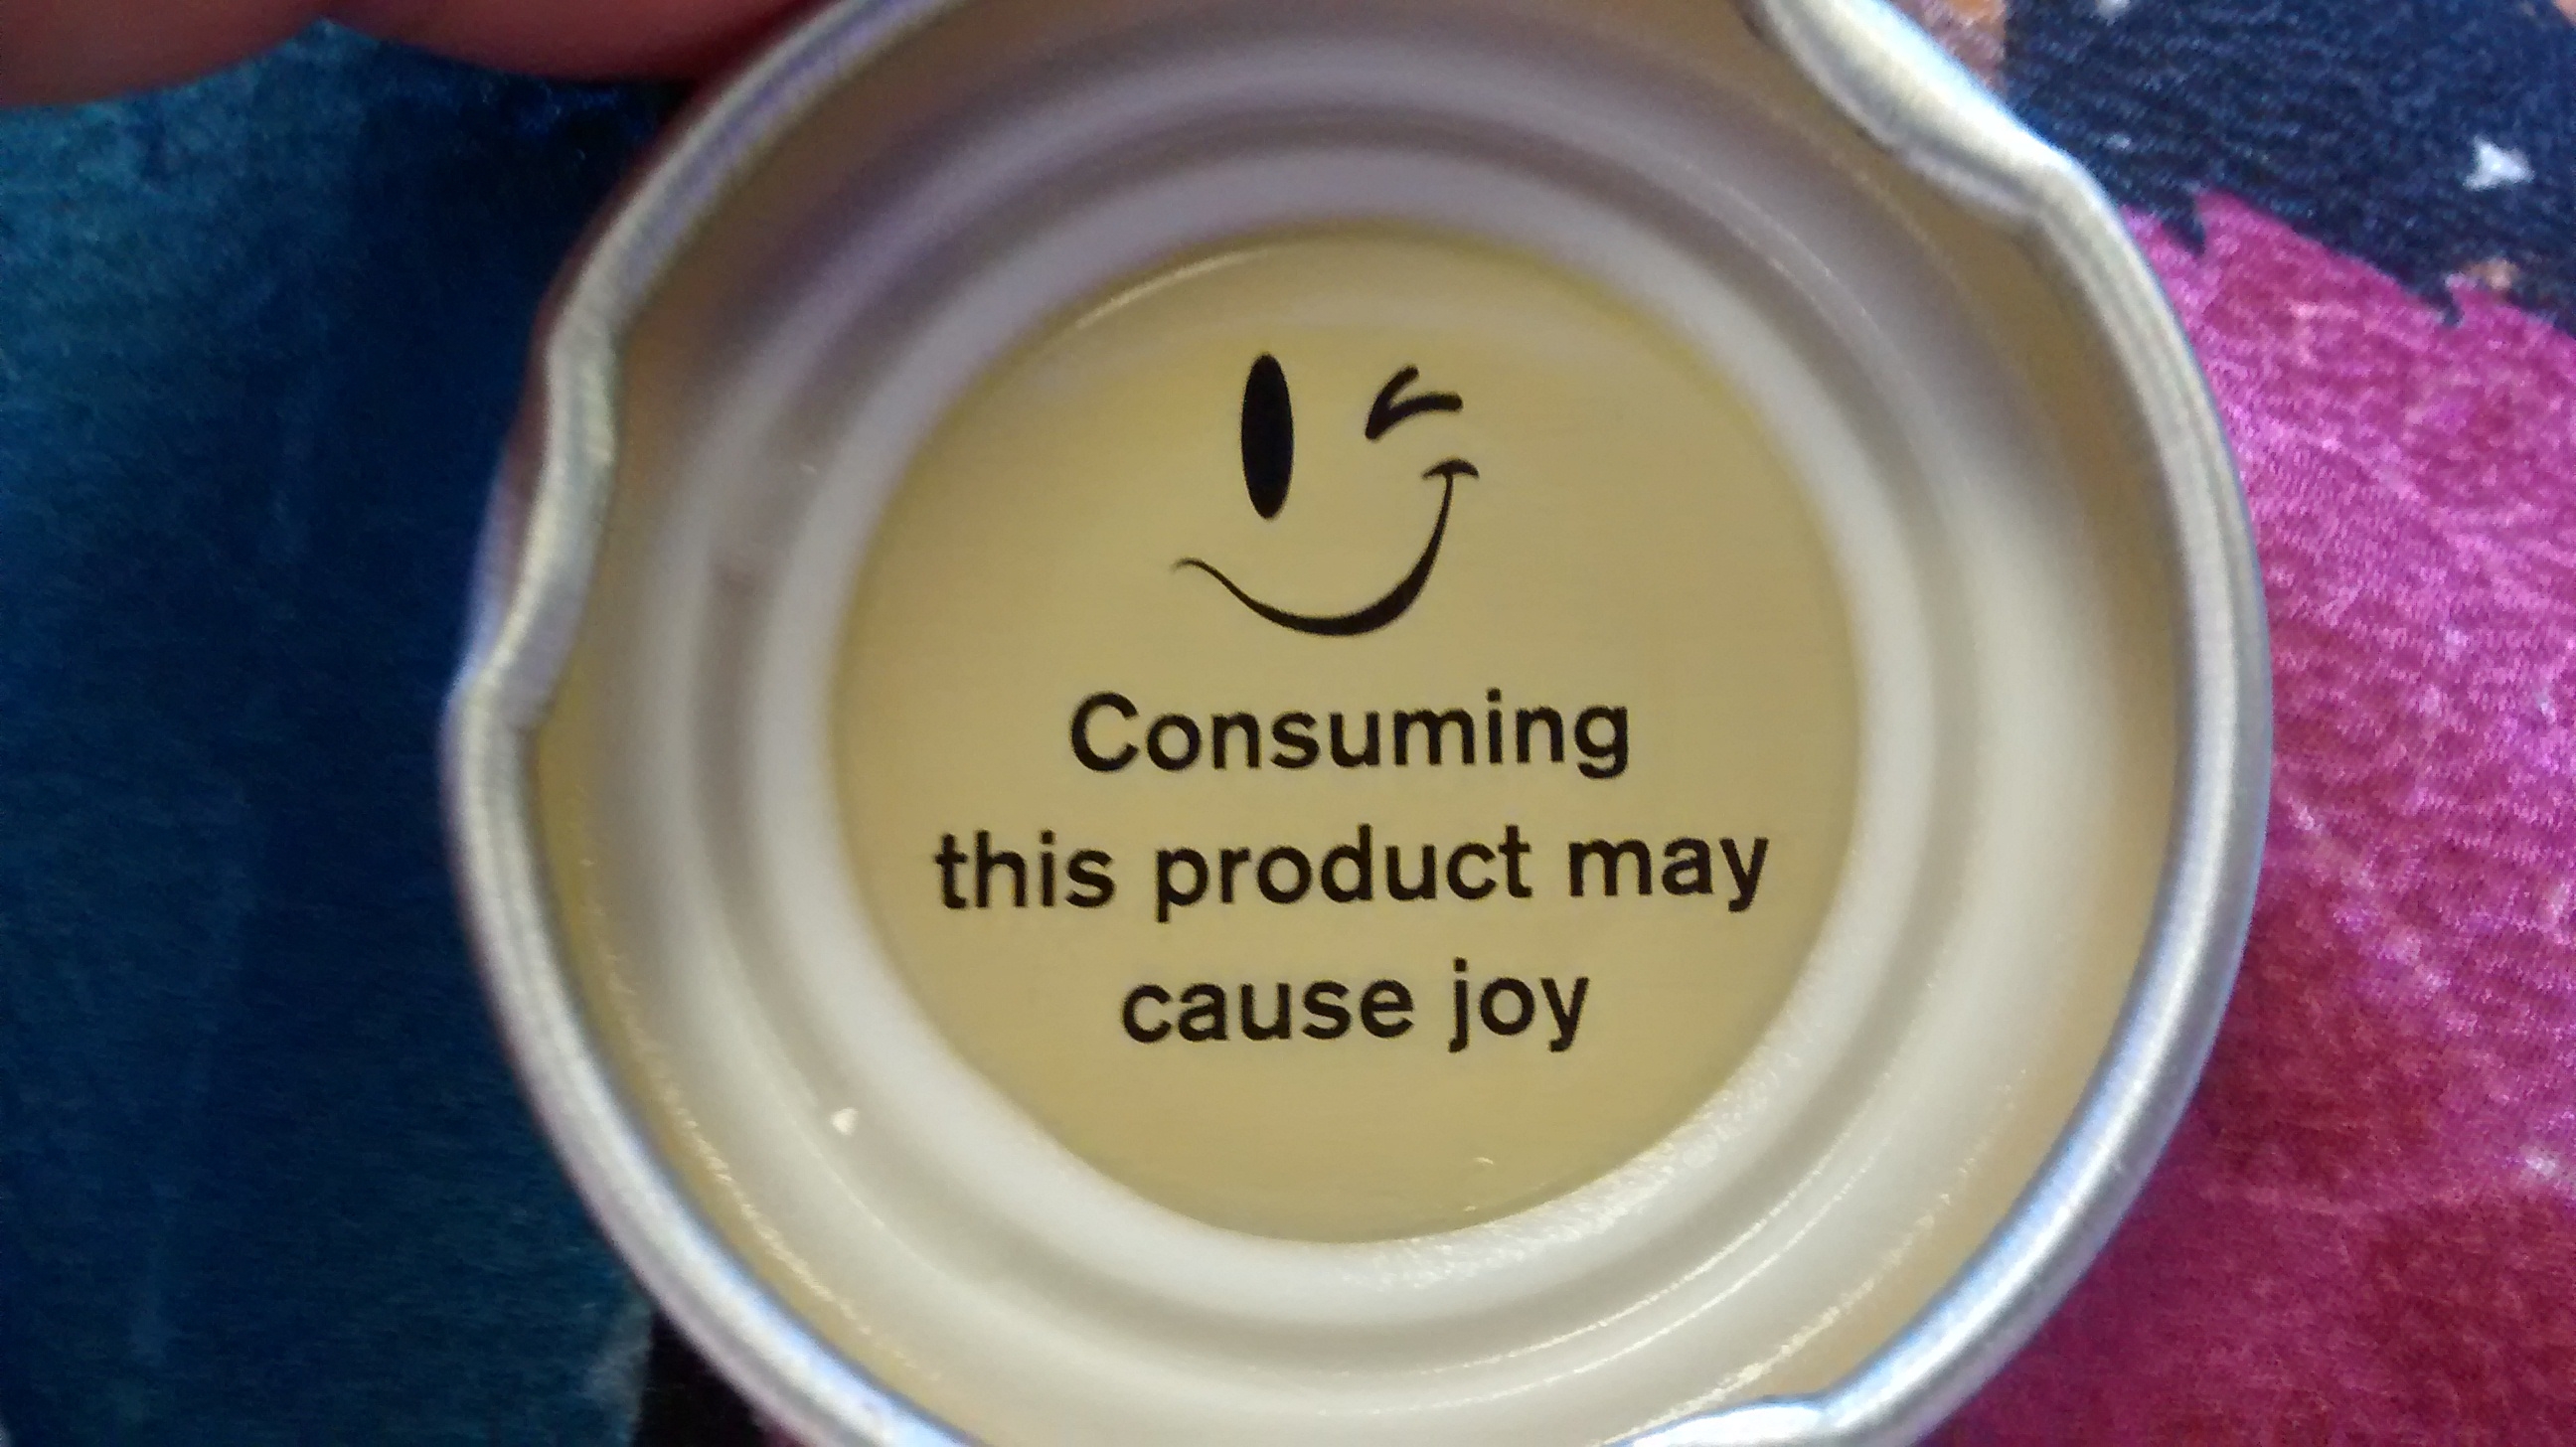 Consuming
this product may
cause joy